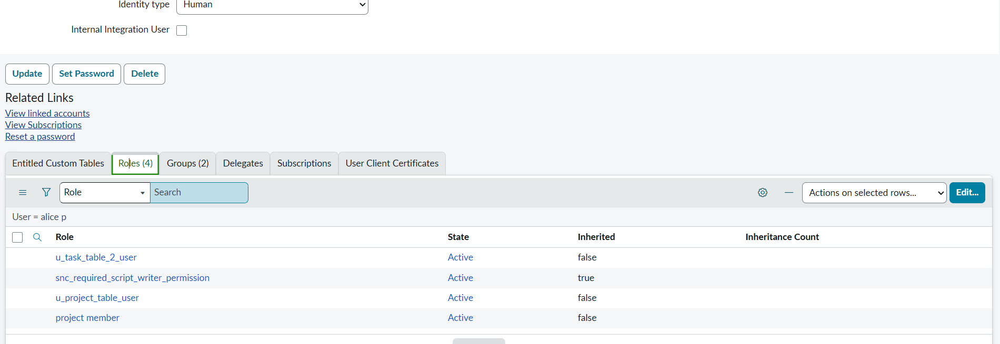 Identity type Human
Internal Integration User
Update Set Password Delete
Related Links
View linked accounts
View Subscriptions
Reset a password
Entitled Custom Tables Roles (4) Groups (2) Delegates Subscriptions User Client Certificates
Role Search Actions on selected rows... Edit...
User = alice p
Role State Inherited Inheritance Count
u_task_table_2_user Active false
snc_required_script_writer_permission Active true
u_project_table_user Active false
project member Active false